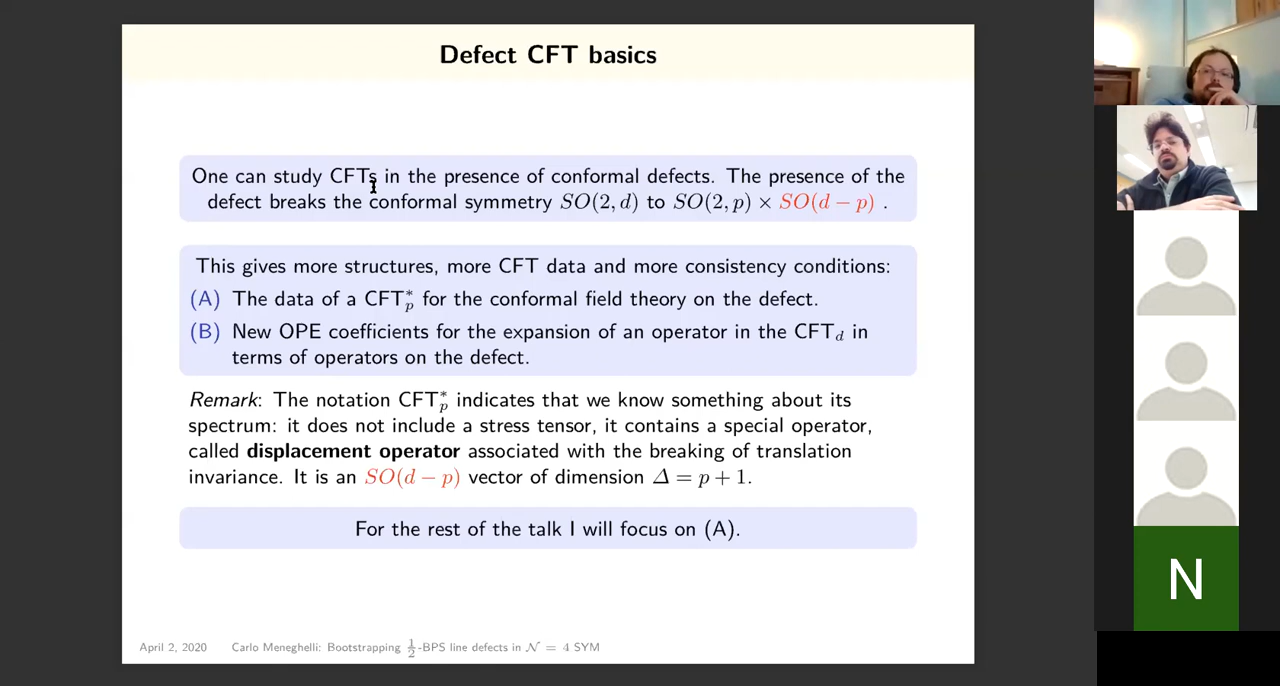 Defect CFT basics
One can study CFTs in the presence of conformal defects. The presence of the
defect breaks the conformal symmetry SO(2, d) to SO(2, p) × SO(d − p) .
This gives more structures, more CFT data and more consistency conditions:
(A) The data of a CFT*ₚ for the conformal field theory on the defect.
(B) New OPE coefficients for the expansion of an operator in the CFT_d in
terms of operators on the defect.
Remark: The notation CFT*ₚ indicates that we know something about its
spectrum: it does not include a stress tensor, it contains a special operator,
called displacement operator associated with the breaking of translation
invariance. It is an SO(d − p) vector of dimension Δ = p + 1.
For the rest of the talk I will focus on (A).
April 2, 2020 Carlo Meneghelli: Bootstrapping ½-BPS line defects in 𝒩 = 4 SYM
N